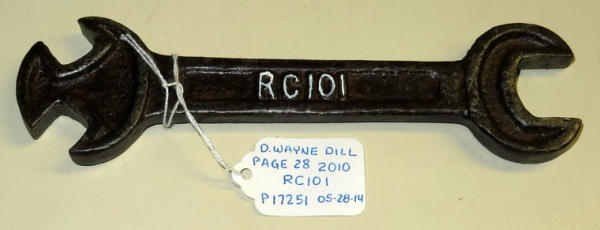 RC101
D. WAYNE DILL
PAGE 28 2010
RC101
P17251 05-28-14